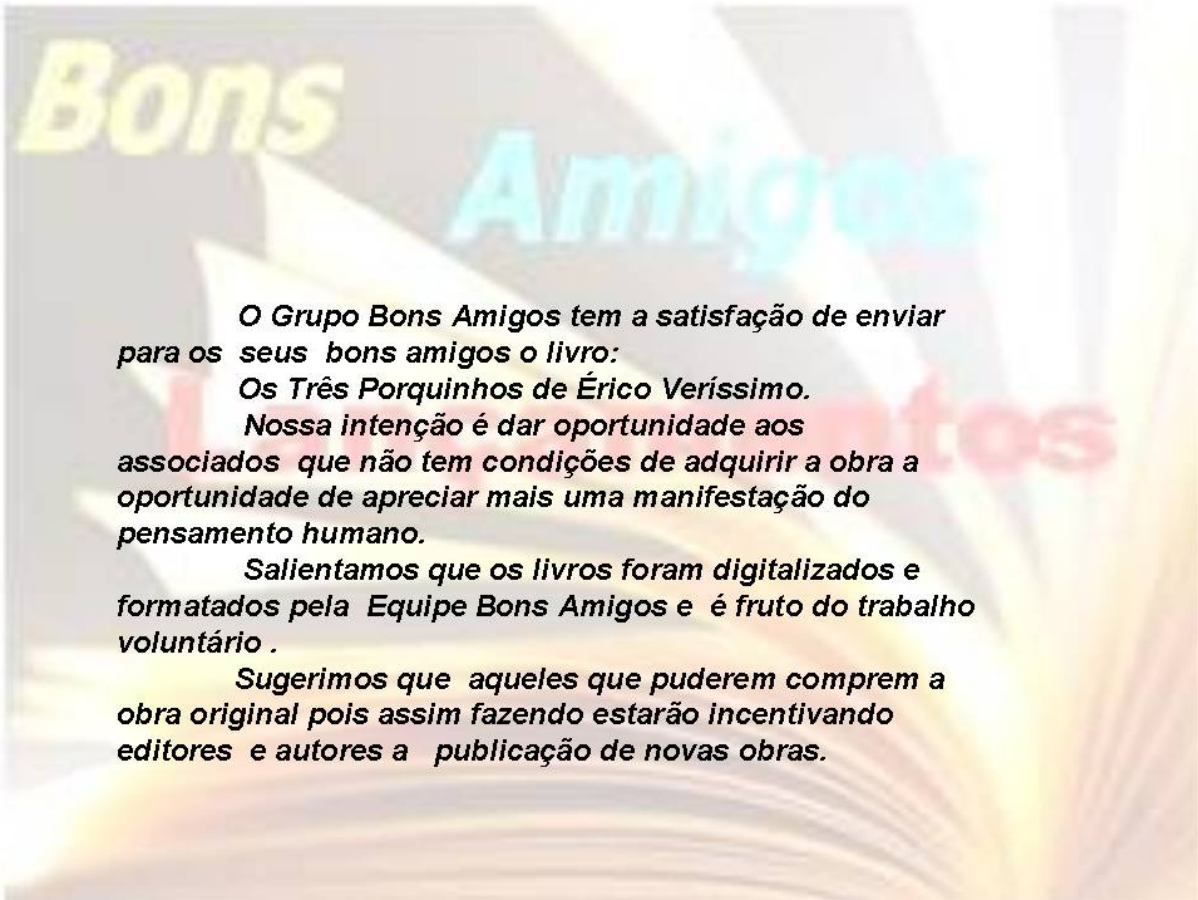 Bons
Amigos
O Grupo Bons Amigos tem a satisfação de enviar
para os seus bons amigos o livro:
Os Três Porquinhos de Érico Veríssimo.
Nossa intenção é dar oportunidade aos
associados que não tem condições de adquirir a obra a
oportunidade de apreciar mais uma manifestação do
pensamento humano.
Salientamos que os livros foram digitalizados e
formatados pela Equipe Bons Amigos e é fruto do trabalho
voluntário .
Sugerimos que aqueles que puderem comprem a
obra original pois assim fazendo estarão incentivando
editores e autores a publicação de novas obras.